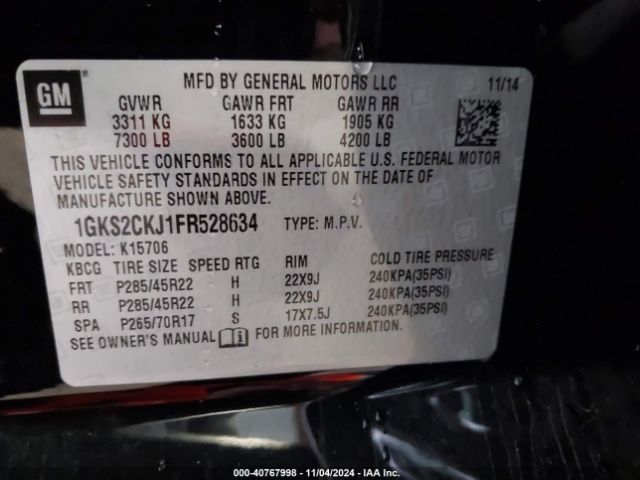 GM
MFD BY GENERAL MOTORS LLC 11/14
GVWR GAWR FRT GAWR RR
3311 KG 1633 KG 1905 KG
7300 LB 3600 LB 4200 LB
THIS VEHICLE CONFORMS TO ALL APPLICABLE U.S. FEDERAL MOTOR
VEHICLE SAFETY STANDARDS IN EFFECT ON THE DATE OF
MANUFACTURE SHOWN ABOVE.
1GKS2CKJ1FR528634 TYPE: M.P.V.
MODEL: K15706
KBCG TIRE SIZE SPEED RTG RIM COLD TIRE PRESSURE
FRT P285/45R22 H 22X9J 240KPA(35PSI)
RR P285/45R22 H 22X9J 240KPA(35PSI)
SPA P265/70R17 S 17X7.5J 240KPA(35PSI)
SEE OWNER'S MANUAL FOR MORE INFORMATION.
000-40767998 - 11/04/2024 - IAA Inc.